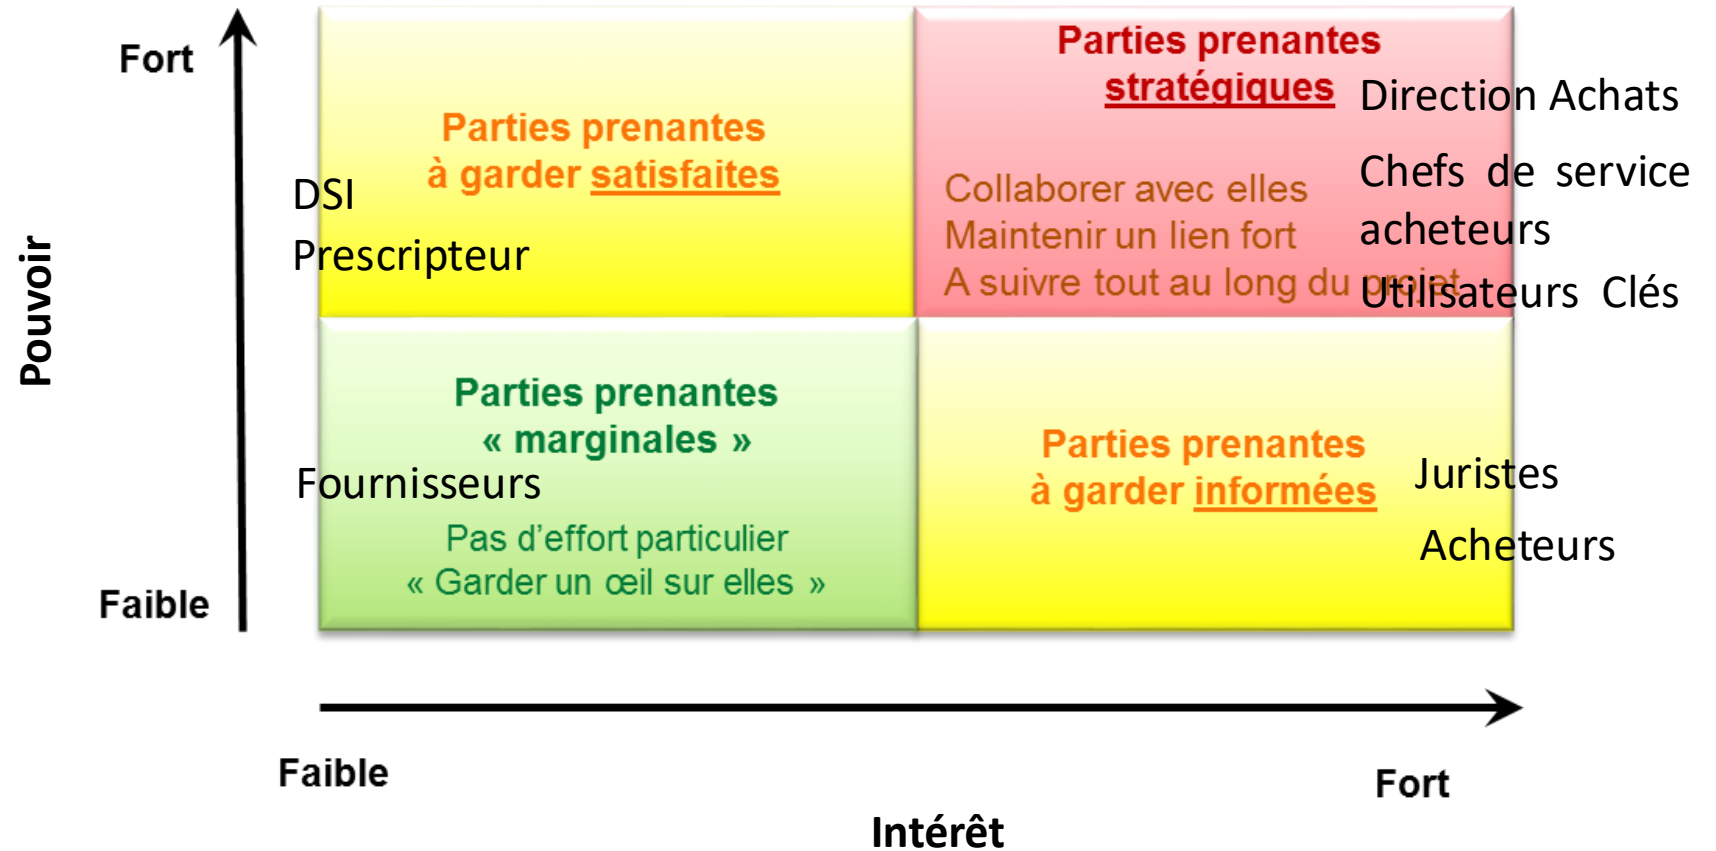 Fort
Pouvoir
Faible
Parties prenantes
à garder satisfaites
DSI
Prescripteur
Parties prenantes
stratégiques
Direction Achats
Collaborer avec elles
Maintenir un lien fort
A suivre tout au long du projet
Chefs de service
acheteurs
Utilisateurs Clés
Parties prenantes
« marginales »
Fournisseurs
Pas d’effort particulier
« Garder un œil sur elles »
Parties prenantes
à garder informées
Juristes
Acheteurs
Faible
Fort
Intérêt